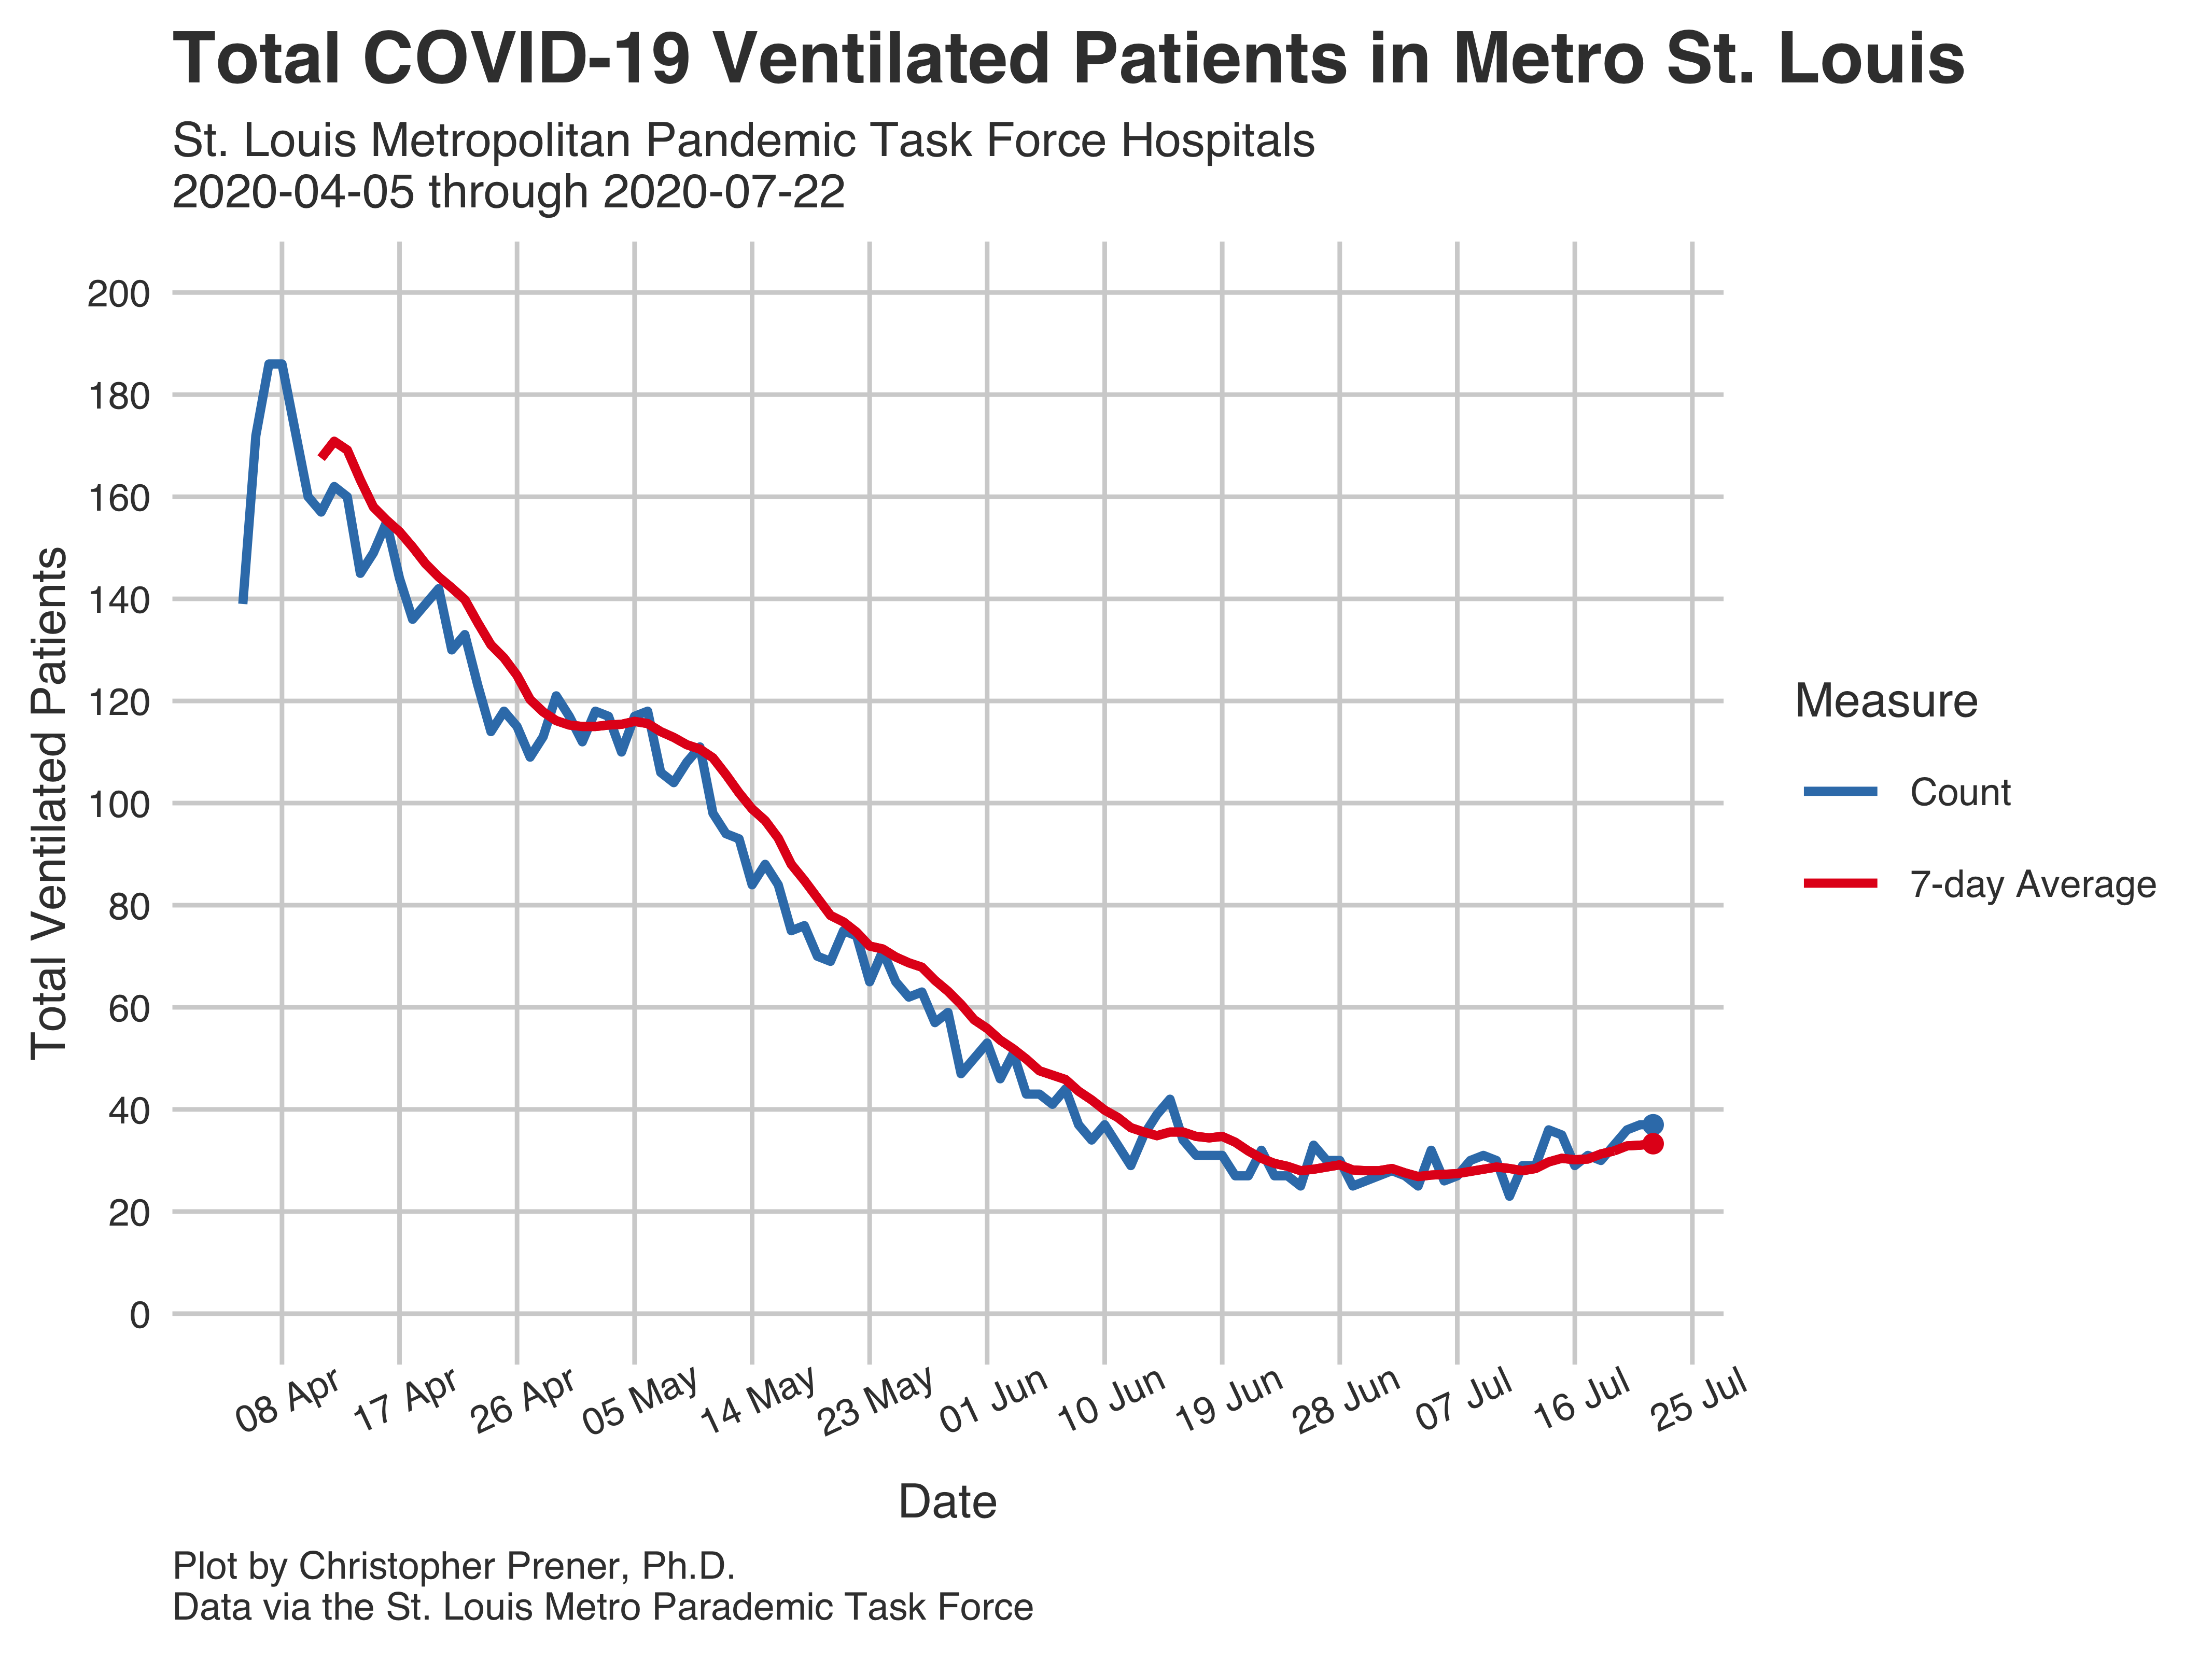 Total COVID-19 Ventilated Patients in Metro St. Louis
St. Louis Metropolitan Pandemic Task Force Hospitals
2020-04-05 through 2020-07-22
Total Ventilated Patients
200
180
160
140
120
100
80
60
40
20
0
08 Apr
17 Apr
26 Apr
05 May
14 May
23 May
01 Jun
10 Jun
19 Jun
28 Jun
07 Jul
16 Jul
25 Jul
Date
Measure
Count
7-day Average
Plot by Christopher Prener, Ph.D.
Data via the St. Louis Metro Parademic Task Force